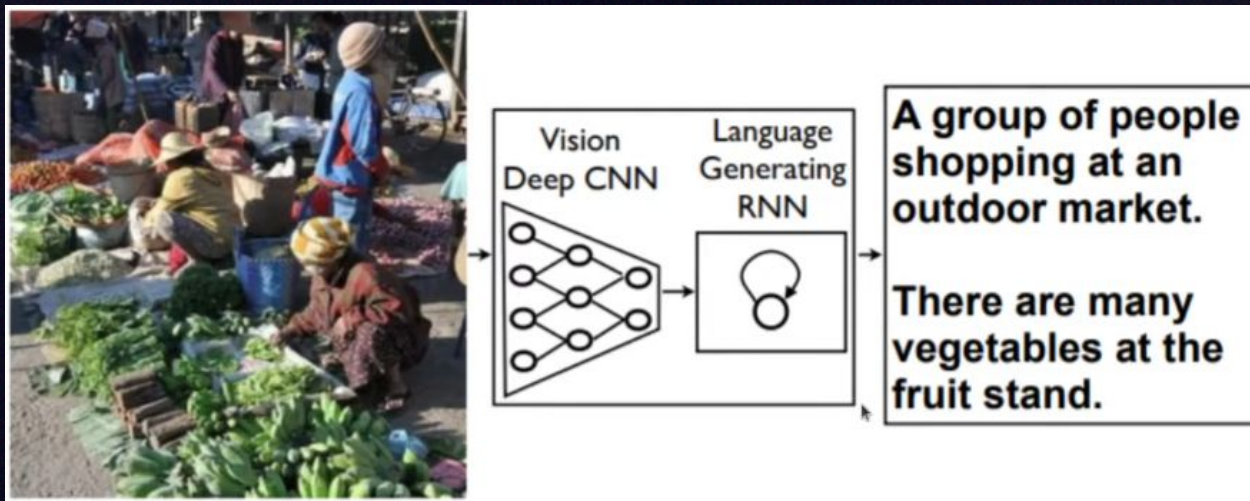 Vision
Deep CNN
Language
Generating
RNN
A group of people
shopping at an
outdoor market.
There are many
vegetables at the
fruit stand.